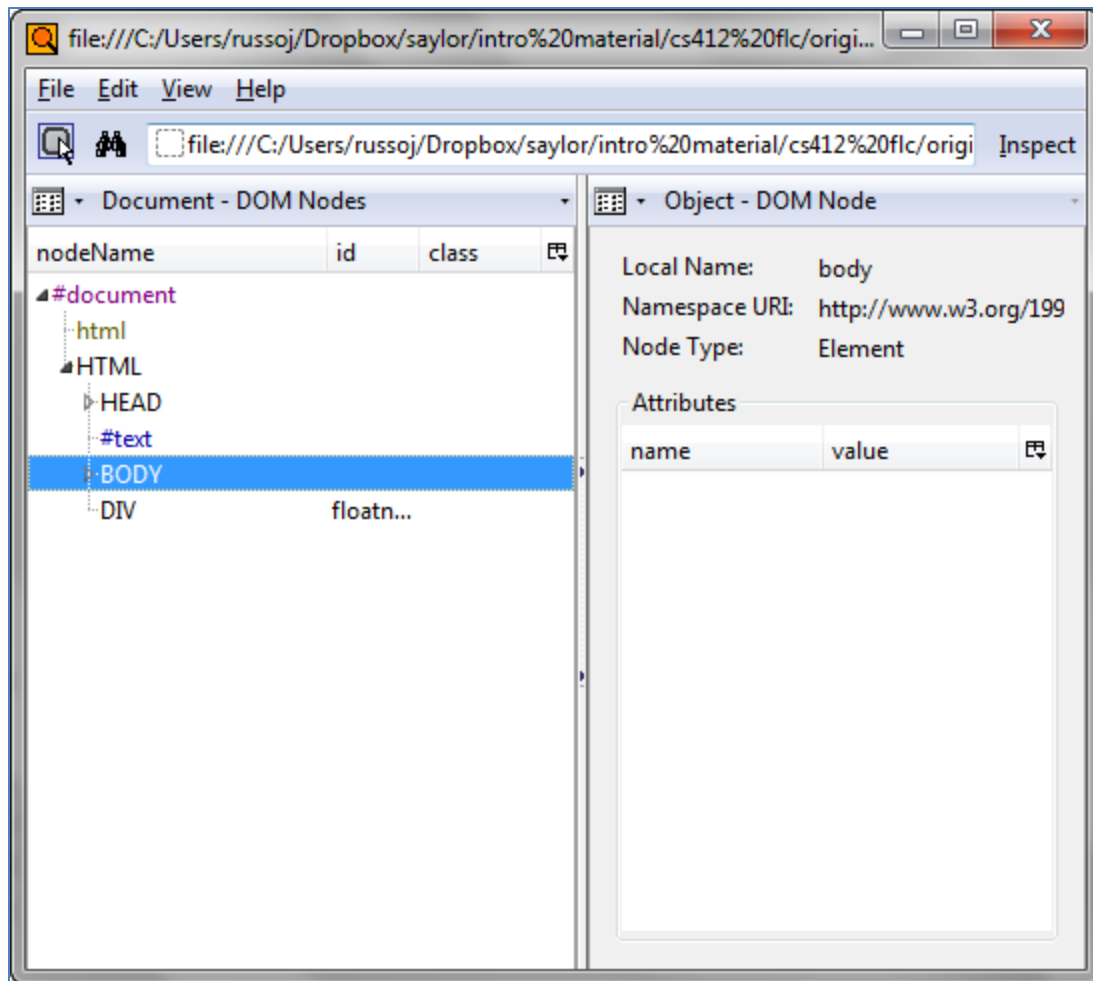 file:///C:/Users/russoj/Dropbox/saylor/intro%20material/cs412%20flc/origi...
File Edit View Help
file:///C:/Users/russoj/Dropbox/saylor/intro%20material/cs412%20flc/origi Inspect
Document - DOM Nodes
nodeName id class
#document
html
HTML
HEAD
#text
BODY
DIV floatn...
Object - DOM Node
Local Name: body
Namespace URI: http://www.w3.org/199
Node Type: Element
Attributes
name value